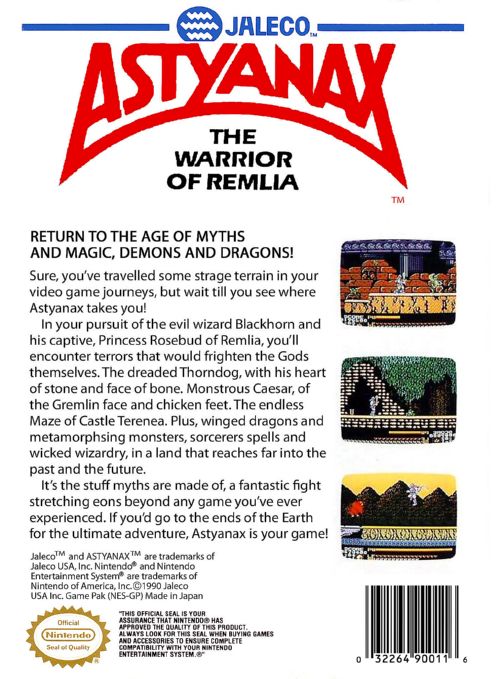 JALECO™
ASTYANAX
THE
WARRIOR
OF REMLIA
TM
RETURN TO THE AGE OF MYTHS
AND MAGIC, DEMONS AND DRAGONS!
Sure, you've travelled some strage terrain in your
video game journeys, but wait till you see where
Astyanax takes you!
In your pursuit of the evil wizard Blackhorn and
his captive, Princess Rosebud of Remlia, you'll
encounter terrors that would frighten the Gods
themselves. The dreaded Thorndog, with his heart
of stone and face of bone. Monstrous Caesar, of
the Gremlin face and chicken feet. The endless
Maze of Castle Terenea. Plus, winged dragons and
metamorphsing monsters, sorcerers spells and
wicked wizardry, in a land that reaches far into the
past and the future.
It's the stuff myths are made of, a fantastic fight
stretching eons beyond any game you've ever
experienced. If you'd go to the ends of the Earth
for the ultimate adventure, Astyanax is your game!
Jaleco™ and ASTYANAX™ are trademarks of
Jaleco USA, Inc. Nintendo® and Nintendo
Entertainment System® are trademarks of
Nintendo of America, Inc.©1990 Jaleco
USA Inc. Game Pak (NES-GP) Made in Japan
Official
Nintendo
Seal of Quality
"THIS OFFICIAL SEAL IS YOUR
ASSURANCE THAT NINTENDO® HAS
APPROVED THE QUALITY OF THIS PRODUCT.
ALWAYS LOOK FOR THIS SEAL WHEN BUYING GAMES
AND ACCESSORIES TO ENSURE COMPLETE
COMPATIBILITY WITH YOUR NINTENDO
ENTERTAINMENT SYSTEM.®"
0 32264 90011 6